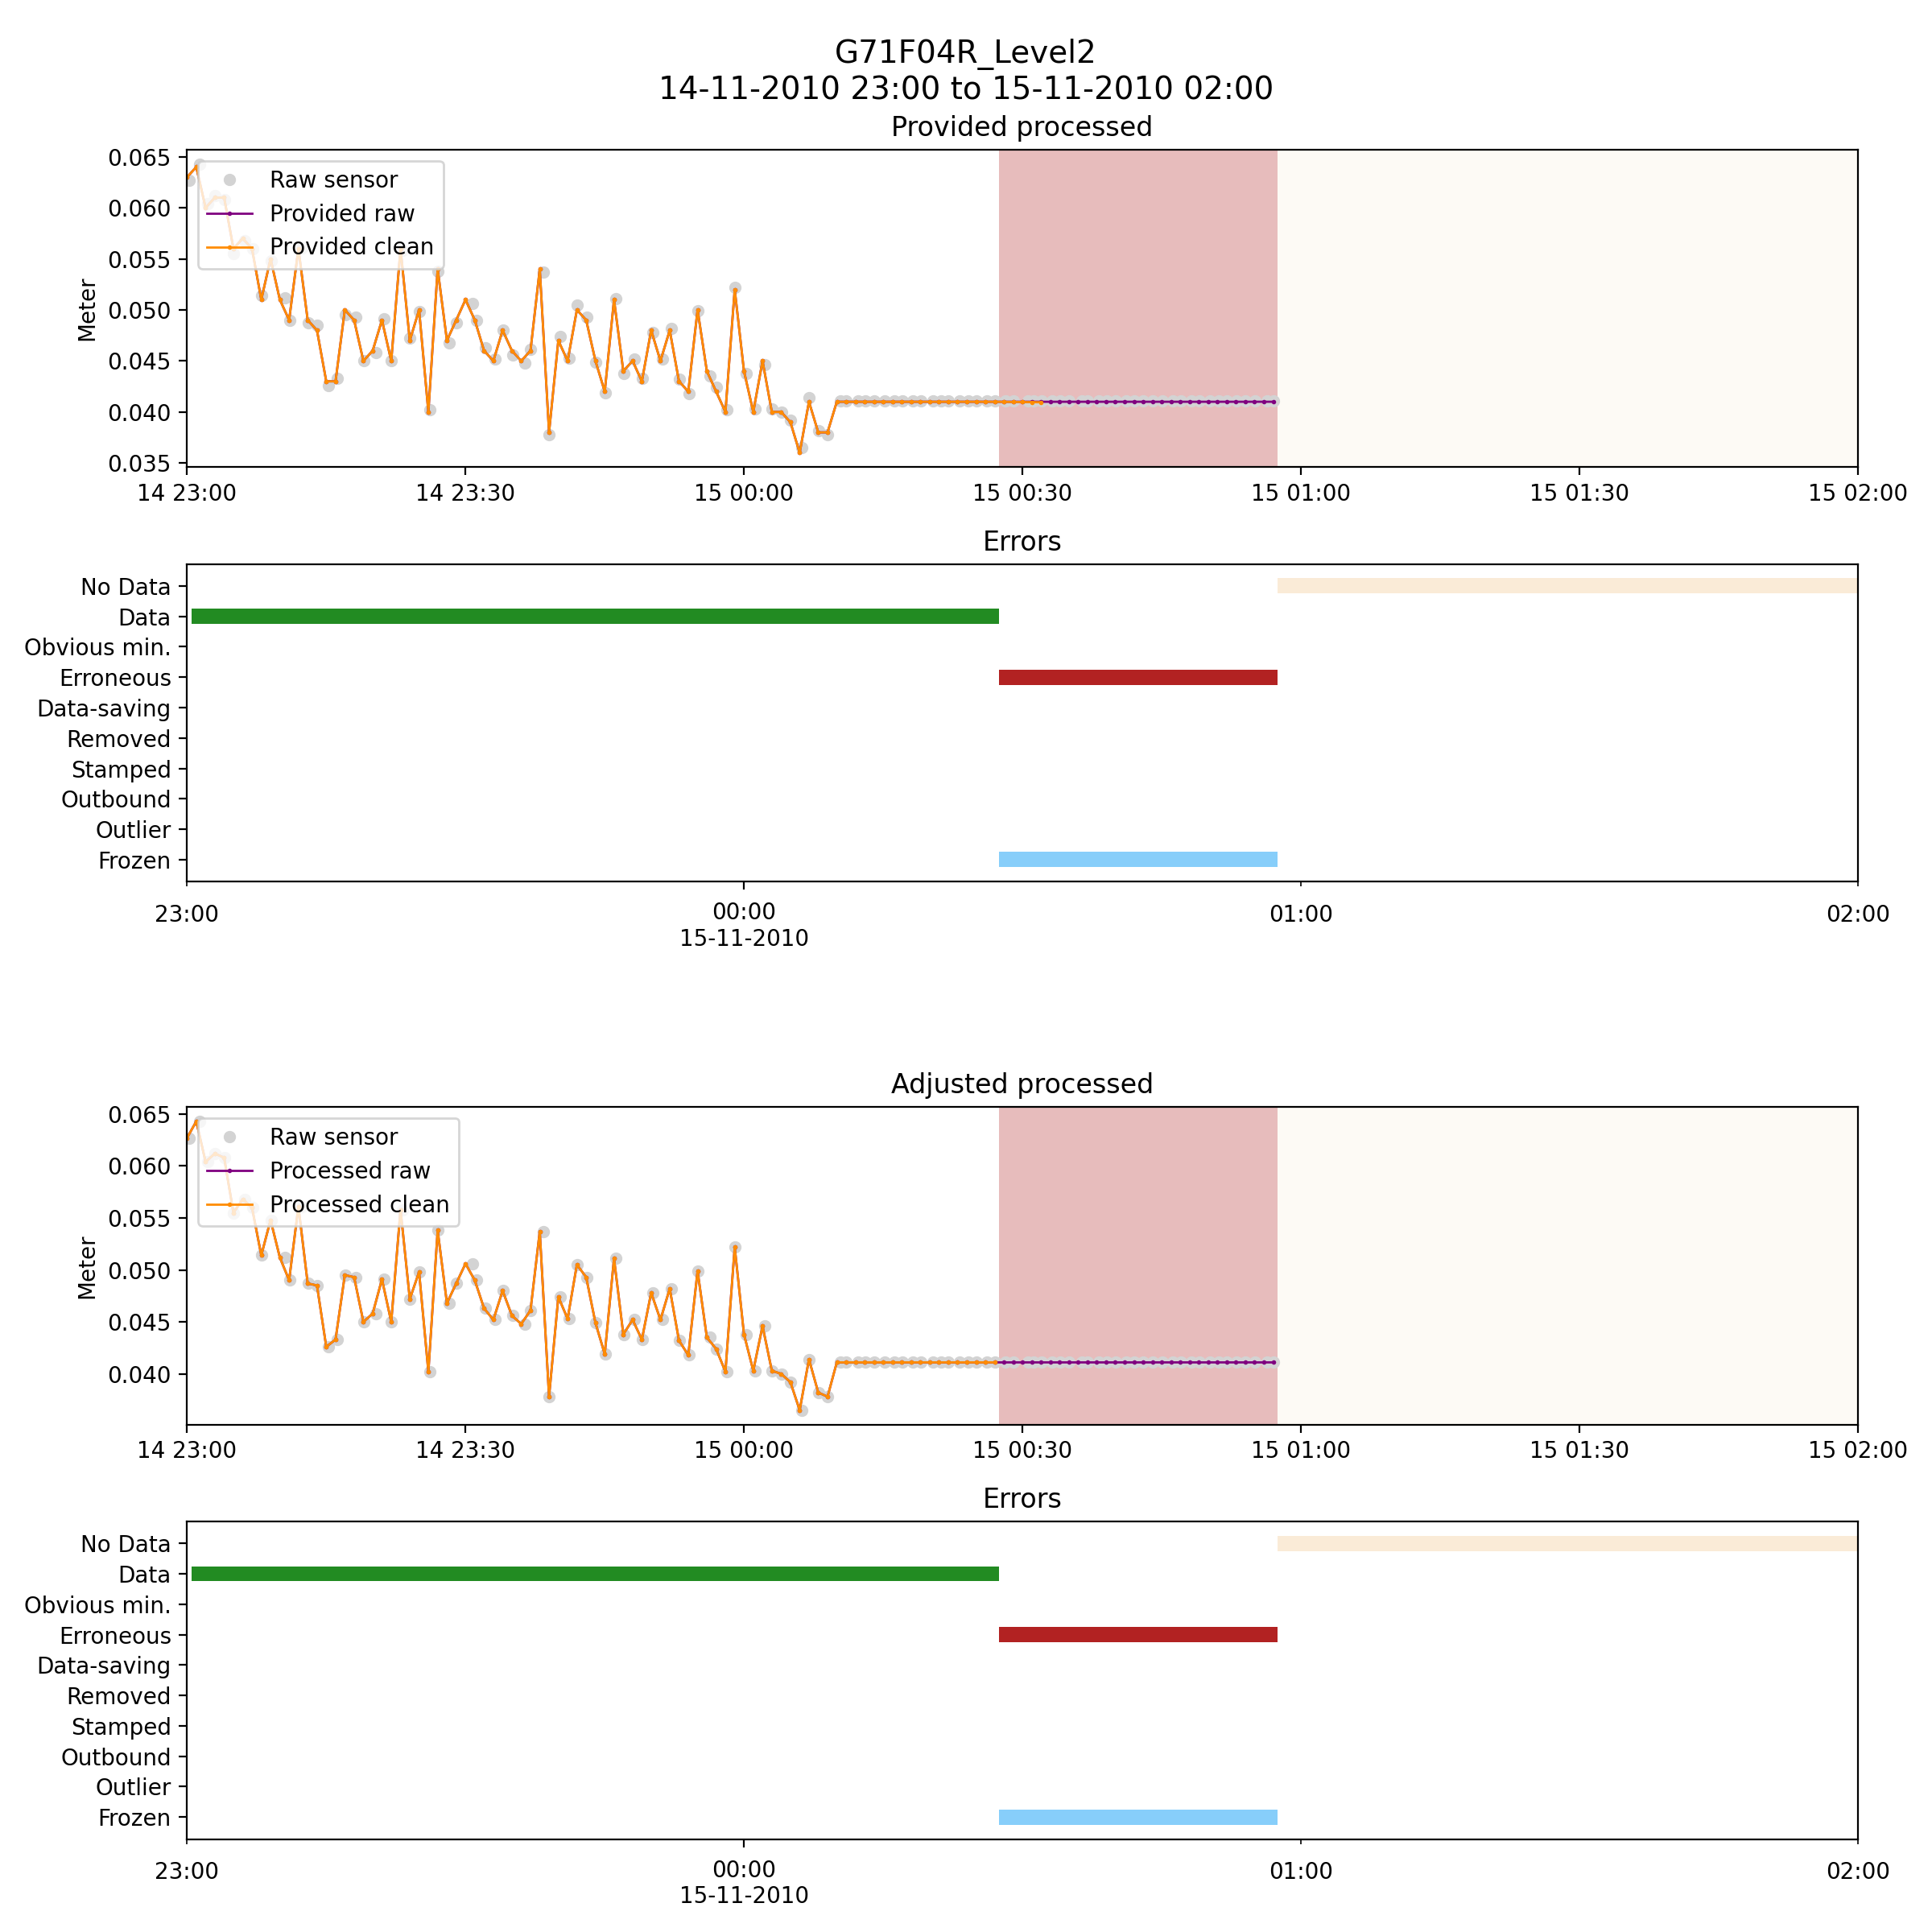 G71F04R_Level2
14-11-2010 23:00 to 15-11-2010 02:00
Provided processed
Meter
0.065
0.060
0.055
0.050
0.045
0.040
0.035
Raw sensor
Provided raw
Provided clean
14 23:00 14 23:30 15 00:00 15 00:30 15 01:00 15 01:30 15 02:00
Errors
No Data
Data
Obvious min.
Erroneous
Data-saving
Removed
Stamped
Outbound
Outlier
Frozen
23:00 00:00 01:00 02:00
15-11-2010
Adjusted processed
Meter
0.065
0.060
0.055
0.050
0.045
0.040
Raw sensor
Processed raw
Processed clean
14 23:00 14 23:30 15 00:00 15 00:30 15 01:00 15 01:30 15 02:00
Errors
No Data
Data
Obvious min.
Erroneous
Data-saving
Removed
Stamped
Outbound
Outlier
Frozen
23:00 00:00 01:00 02:00
15-11-2010